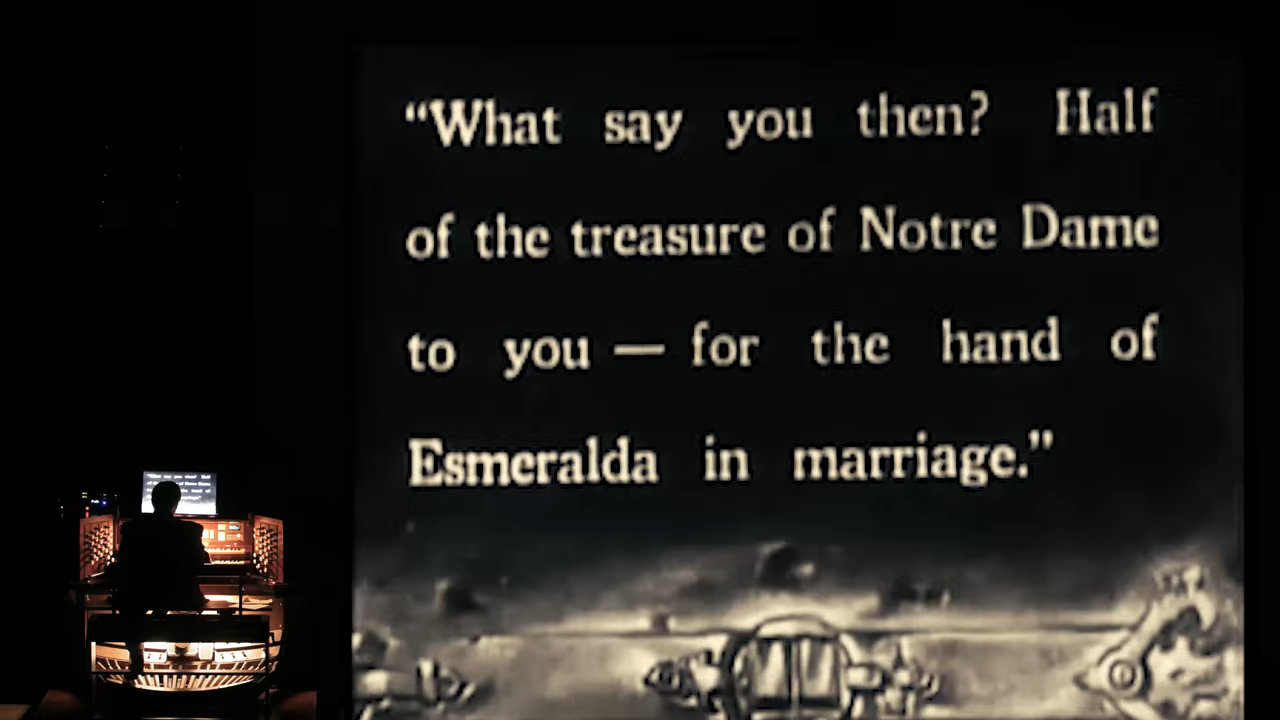 “What say you then? Half
of the treasure of Notre Dame
to you — for the hand of
Esmeralda in marriage.”